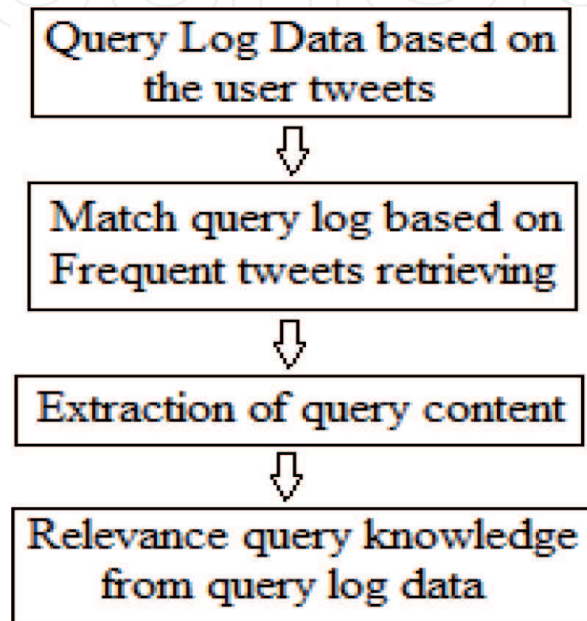 Query Log Data based on
the user tweets
Match query log based on
Frequent tweets retrieving
Extraction of query content
Relevance query knowledge
from query log data